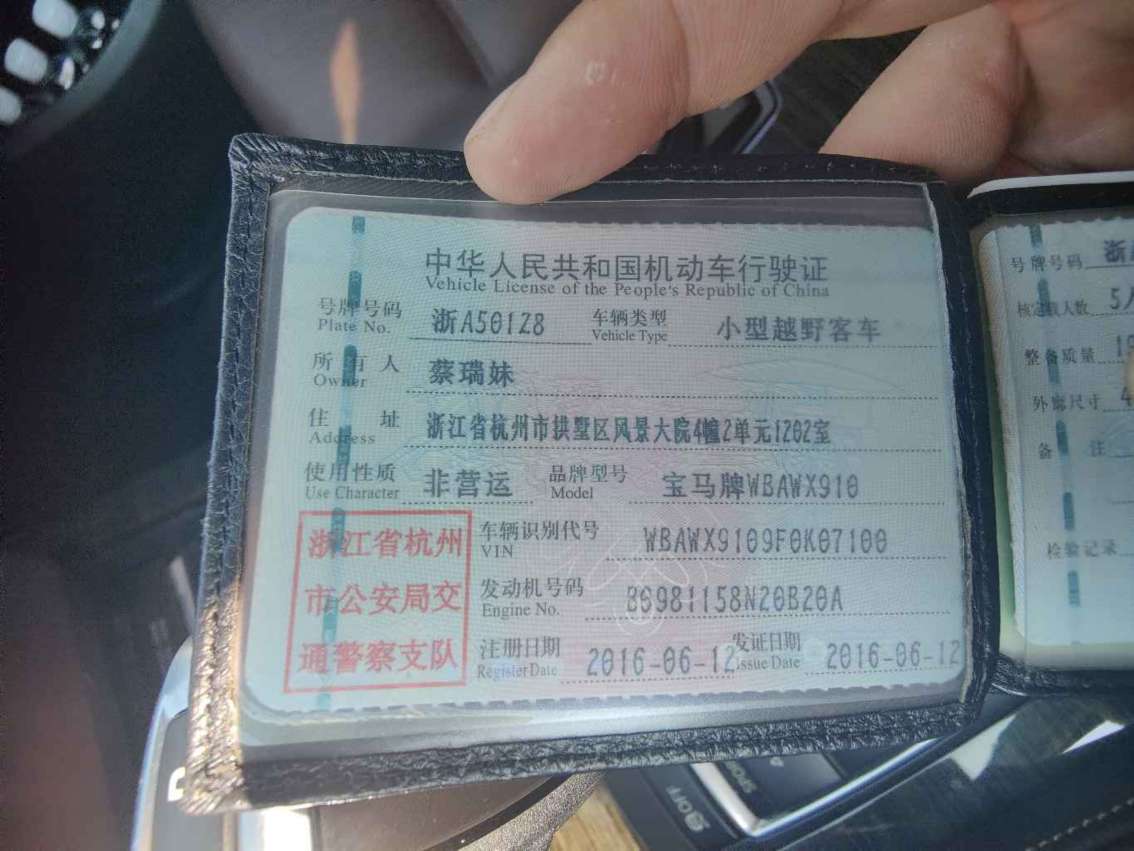 中华人民共和国机动车行驶证
Vehicle License of the People's Republic of China
号牌号码 浙A501Z8 车辆类型 小型越野客车
Plate No. Vehicle Type
所有人 蔡瑞妹
Owner
住址 浙江省杭州市拱墅区风景大院4幢2单元1202室
Address
使用性质 非营运 品牌型号 宝马牌WBAWX910
Use Character Model
浙江省杭州
市公安局交
通警察支队
车辆识别代号 WBAWX9109F0K07100
VIN
发动机号码 B6981158N20B20A
Engine No.
注册日期 2016-06-12 发证日期 2016-06-12
Register Date Issue Date
号牌号码 浙
核定载人数 5人
整备质量
外廓尺寸 4
备注
检验记录
SPORT
OFF